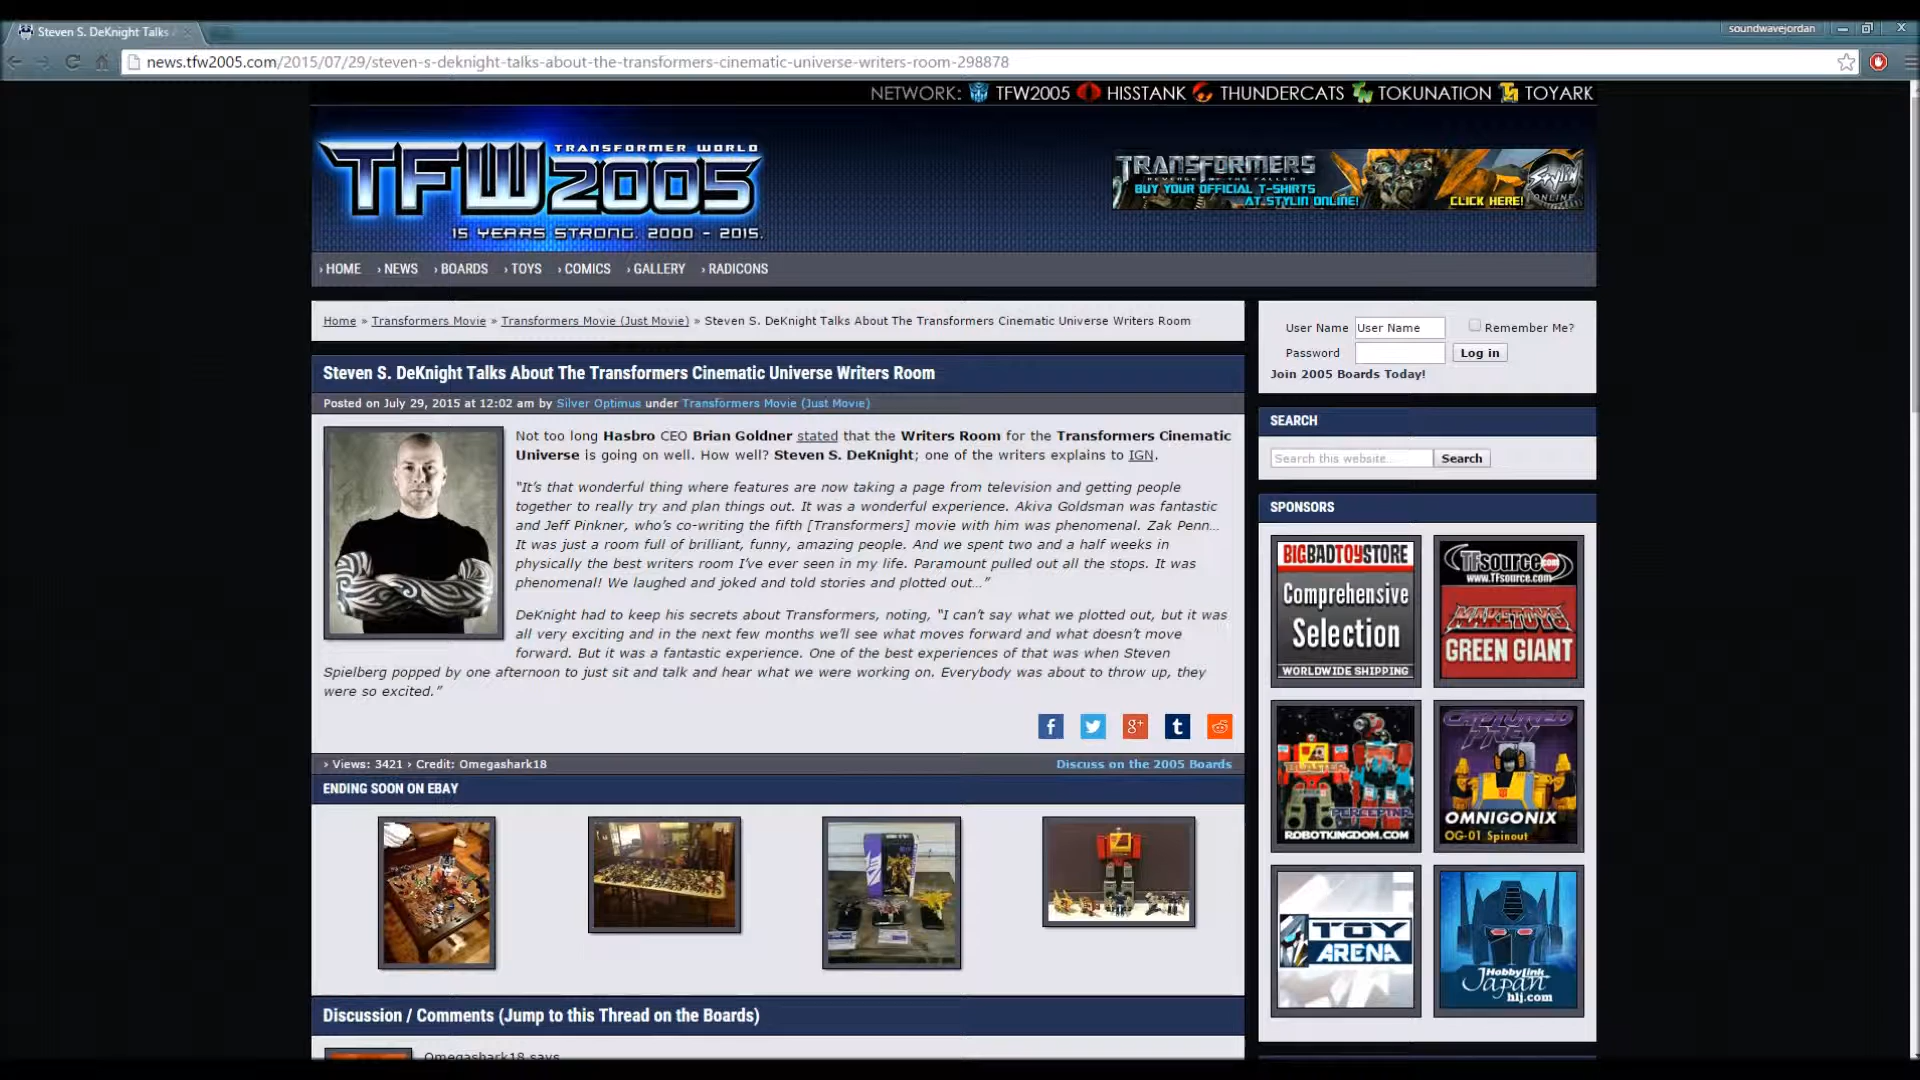 Steven S. DeKnight Talks
soundwavejordan
news.tfw2005.com/2015/07/29/steven-s-deknight-talks-about-the-transformers-cinematic-universe-writers-room-298878
NETWORK: TFW2005 HISSTANK THUNDERCATS TOKUNATION TOYARK
TRANSFORMER WORLD
TFW2005
15 YEARS STRONG. 2000 - 2015.
TRANSFORMERS
REVENGE OF THE FALLEN
BUY YOUR OFFICIAL T-SHIRTS
AT STYLIN ONLINE!
CLICK HERE!
STYLIN
ONLINE
› HOME › NEWS › BOARDS › TOYS › COMICS › GALLERY › RADICONS
Home » Transformers Movie » Transformers Movie (Just Movie) » Steven S. DeKnight Talks About The Transformers Cinematic Universe Writers Room
Steven S. DeKnight Talks About The Transformers Cinematic Universe Writers Room
Posted on July 29, 2015 at 12:02 am by Silver Optimus under Transformers Movie (Just Movie)
Not too long Hasbro CEO Brian Goldner stated that the Writers Room for the Transformers Cinematic
Universe is going on well. How well? Steven S. DeKnight; one of the writers explains to IGN.
“It’s that wonderful thing where features are now taking a page from television and getting people
together to really try and plan things out. It was a wonderful experience. Akiva Goldsman was fantastic
and Jeff Pinkner, who’s co-writing the fifth [Transformers] movie with him was phenomenal. Zak Penn…
It was just a room full of brilliant, funny, amazing people. And we spent two and a half weeks in
physically the best writers room I’ve ever seen in my life. Paramount pulled out all the stops. It was
phenomenal! We laughed and joked and told stories and plotted out…”
DeKnight had to keep his secrets about Transformers, noting, “I can’t say what we plotted out, but it was
all very exciting and in the next few months we’ll see what moves forward and what doesn’t move
forward. But it was a fantastic experience. One of the best experiences of that was when Steven
Spielberg popped by one afternoon to just sit and talk and hear what we were working on. Everybody was about to throw up, they
were so excited.”
› Views: 3421 › Credit: Omegashark18
Discuss on the 2005 Boards
ENDING SOON ON EBAY
Discussion / Comments (Jump to this Thread on the Boards)
Omegashark18 says
User Name User Name Remember Me?
Password Log in
Join 2005 Boards Today!
SEARCH
Search this website... Search
SPONSORS
BIGBADTOYSTORE
Comprehensive
Selection
WORLDWIDE SHIPPING
TFsource.com
www.TFsource.com
MAKETOYS
GREEN GIANT
BLASTER
PERCEPTOR
ROBOTKINGDOM.COM
CAPTURED
PREY
OMNIGONIX
OG-01 Spinout
TOY
ARENA
HobbyLink
Japan
hlj.com